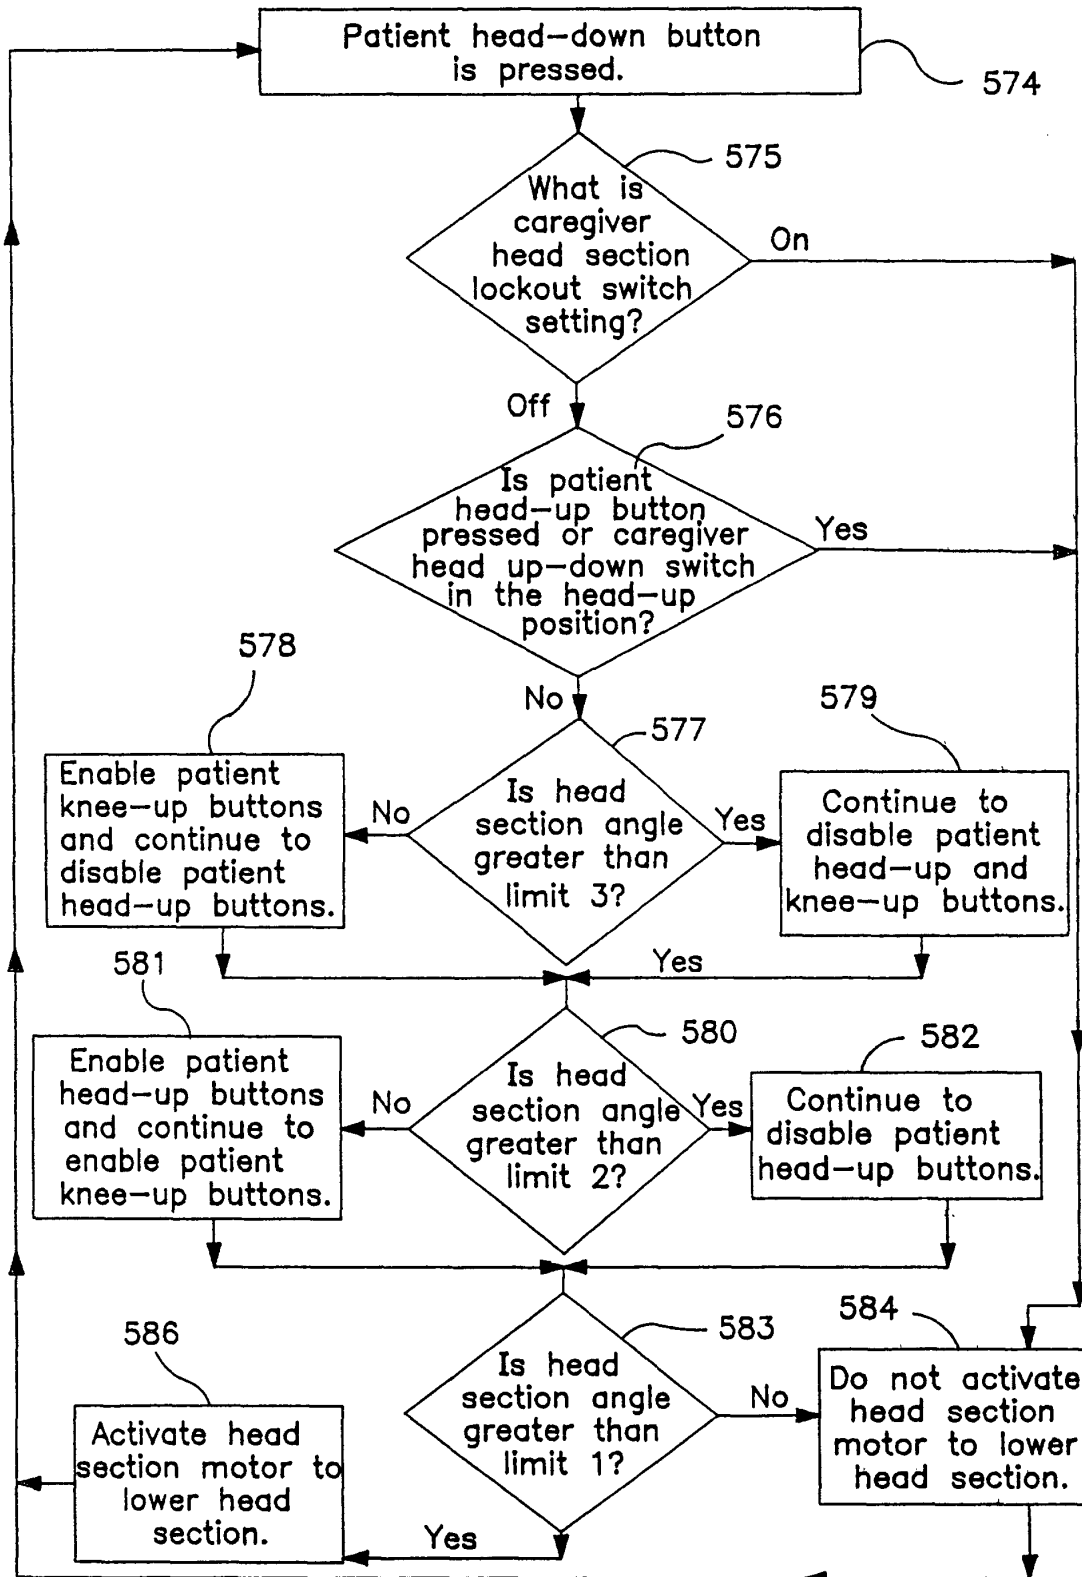 Patient head-down button
is pressed.
574
575
What is
caregiver
head section
lockout switch
setting?
On
Off
576
Is patient
head-up button
pressed or caregiver
head up-down switch
in the head-up
position?
Yes
578
No
577
579
Enable patient
knee-up buttons
and continue to
disable patient
head-up buttons.
No
Is head
section angle
greater than
limit 3?
Yes
Continue to
disable patient
head-up and
knee-up buttons.
Yes
581
580
582
Enable patient
head-up buttons
and continue to
enable patient
knee-up buttons.
No
Is head
section angle
greater than
limit 2?
Yes
Continue to
disable patient
head-up buttons.
586
583
584
Is head
section angle
greater than
limit 1?
No
Do not activate
head section
motor to lower
head section.
Activate head
section motor to
lower head
section.
Yes